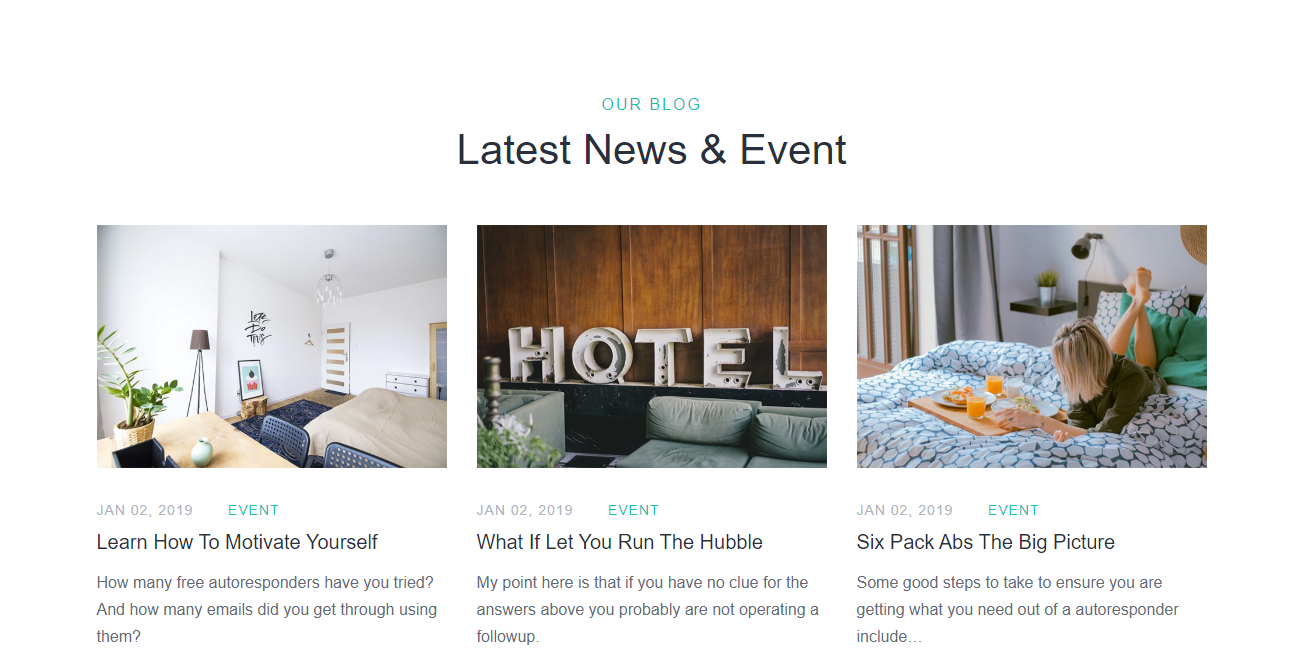 OUR BLOG
Latest News & Event
Let's
Do
This
HOTEL
JAN 02, 2019 EVENT
Learn How To Motivate Yourself
How many free autoresponders have you tried?
And how many emails did you get through using
them?
JAN 02, 2019 EVENT
What If Let You Run The Hubble
My point here is that if you have no clue for the
answers above you probably are not operating a
followup.
JAN 02, 2019 EVENT
Six Pack Abs The Big Picture
Some good steps to take to ensure you are
getting what you need out of a autoresponder
include…